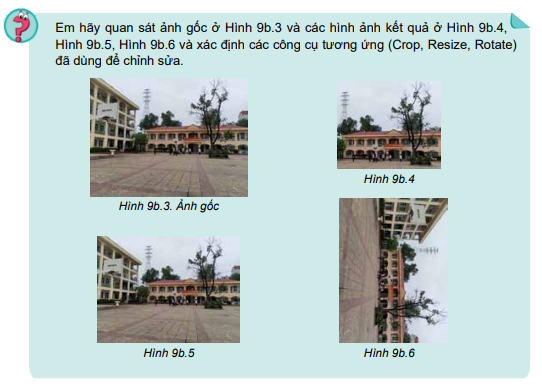 Em hãy quan sát ảnh gốc ở Hình 9b.3 và các hình ảnh kết quả ở Hình 9b.4,
Hình 9b.5, Hình 9b.6 và xác định các công cụ tương ứng (Crop, Resize, Rotate)
đã dùng để chỉnh sửa.
Hình 9b.3. Ảnh gốc
Hình 9b.4
Hình 9b.5
Hình 9b.6